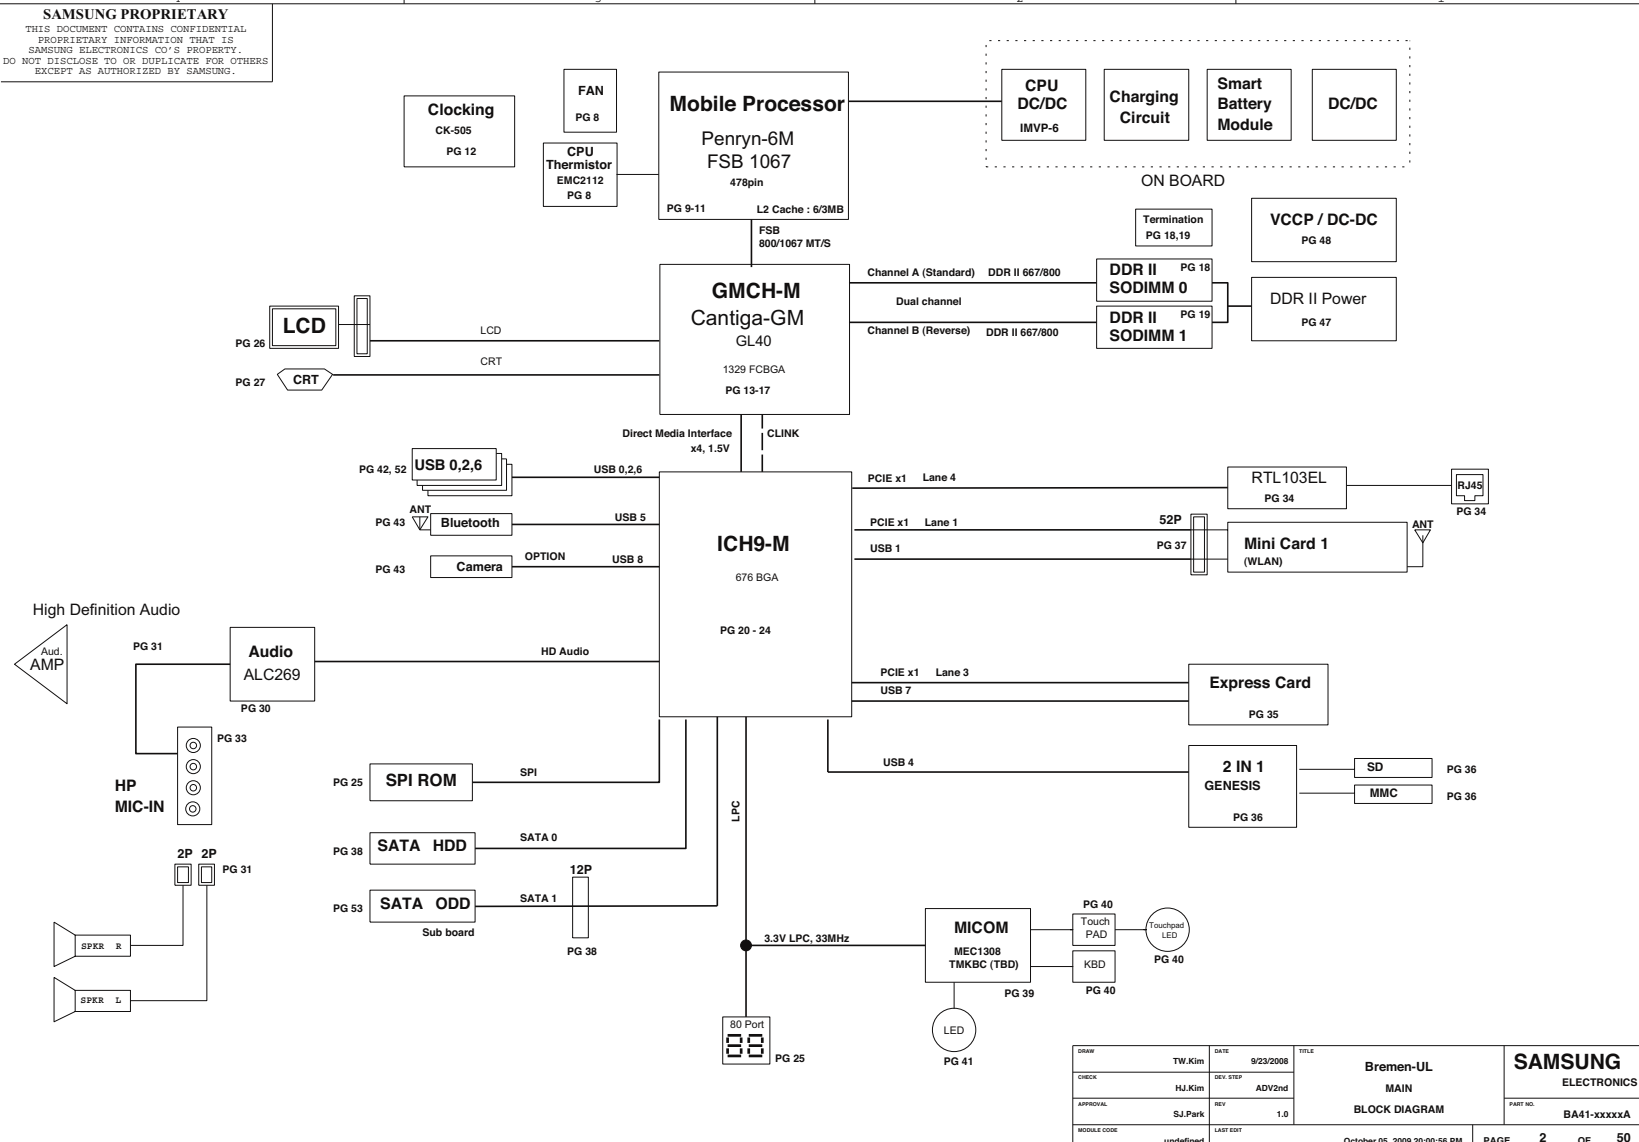 SAMSUNG PROPRIETARY
THIS DOCUMENT CONTAINS CONFIDENTIAL
PROPRIETARY INFORMATION THAT IS
SAMSUNG ELECTRONICS CO'S PROPERTY.
DO NOT DISCLOSE TO OR DUPLICATE FOR OTHERS
EXCEPT AS AUTHORIZED BY SAMSUNG.
Clocking
CK-505
PG 12
FAN
PG 8
CPU
Thermistor
EMC2112
PG 8
Mobile Processor
Penryn-6M
FSB 1067
478pin
PG 9-11
L2 Cache : 6/3MB
CPU
DC/DC
IMVP-6
Charging
Circuit
Smart
Battery
Module
DC/DC
ON BOARD
FSB
800/1067 MT/S
Termination
PG 18,19
VCCP / DC-DC
PG 48
GMCH-M
Cantiga-GM
GL40
1329 FCBGA
PG 13-17
Channel A (Standard) DDR II 667/800
Dual channel
Channel B (Reverse) DDR II 667/800
DDR II PG 18
SODIMM 0
DDR II PG 19
SODIMM 1
DDR II Power
PG 47
LCD
PG 26
LCD
CRT
PG 27
CRT
Direct Media Interface
x4, 1.5V
CLINK
PG 42, 52
USB 0,2,6
USB 0,2,6
ANT
PG 43
Bluetooth
USB 5
PG 43
Camera
OPTION
USB 8
ICH9-M
676 BGA
PG 20 - 24
PCIE x1 Lane 4
RTL103EL
PG 34
RJ45
PG 34
PCIE x1 Lane 1
52P
USB 1
PG 37
Mini Card 1
(WLAN)
ANT
High Definition Audio
Aud.
AMP
PG 31
Audio
ALC269
PG 30
HD Audio
PG 33
HP
MIC-IN
PCIE x1 Lane 3
USB 7
Express Card
PG 35
USB 4
2 IN 1
GENESIS
PG 36
SD
PG 36
MMC
PG 36
PG 25
SPI ROM
SPI
LPC
PG 38
SATA HDD
SATA 0
12P
PG 53
SATA ODD
SATA 1
Sub board
PG 38
2P 2P
PG 31
SPKR R
SPKR L
3.3V LPC, 33MHz
MICOM
MEC1308
TMKBC (TBD)
PG 39
PG 40
Touch
PAD
Touchpad
LED
PG 40
KBD
PG 40
LED
PG 41
80 Port
88
PG 25
DRAW
TW.Kim
DATE
9/23/2008
TITLE
Bremen-UL
MAIN
BLOCK DIAGRAM
SAMSUNG
ELECTRONICS
CHECK
HJ.Kim
DEV. STEP
ADV2nd
APPROVAL
SJ.Park
REV
1.0
PART NO.
BA41-xxxxxA
MODULE CODE
undefined
LAST EDIT
October 05, 2009 20:00:56 PM
PAGE 2 OF 50